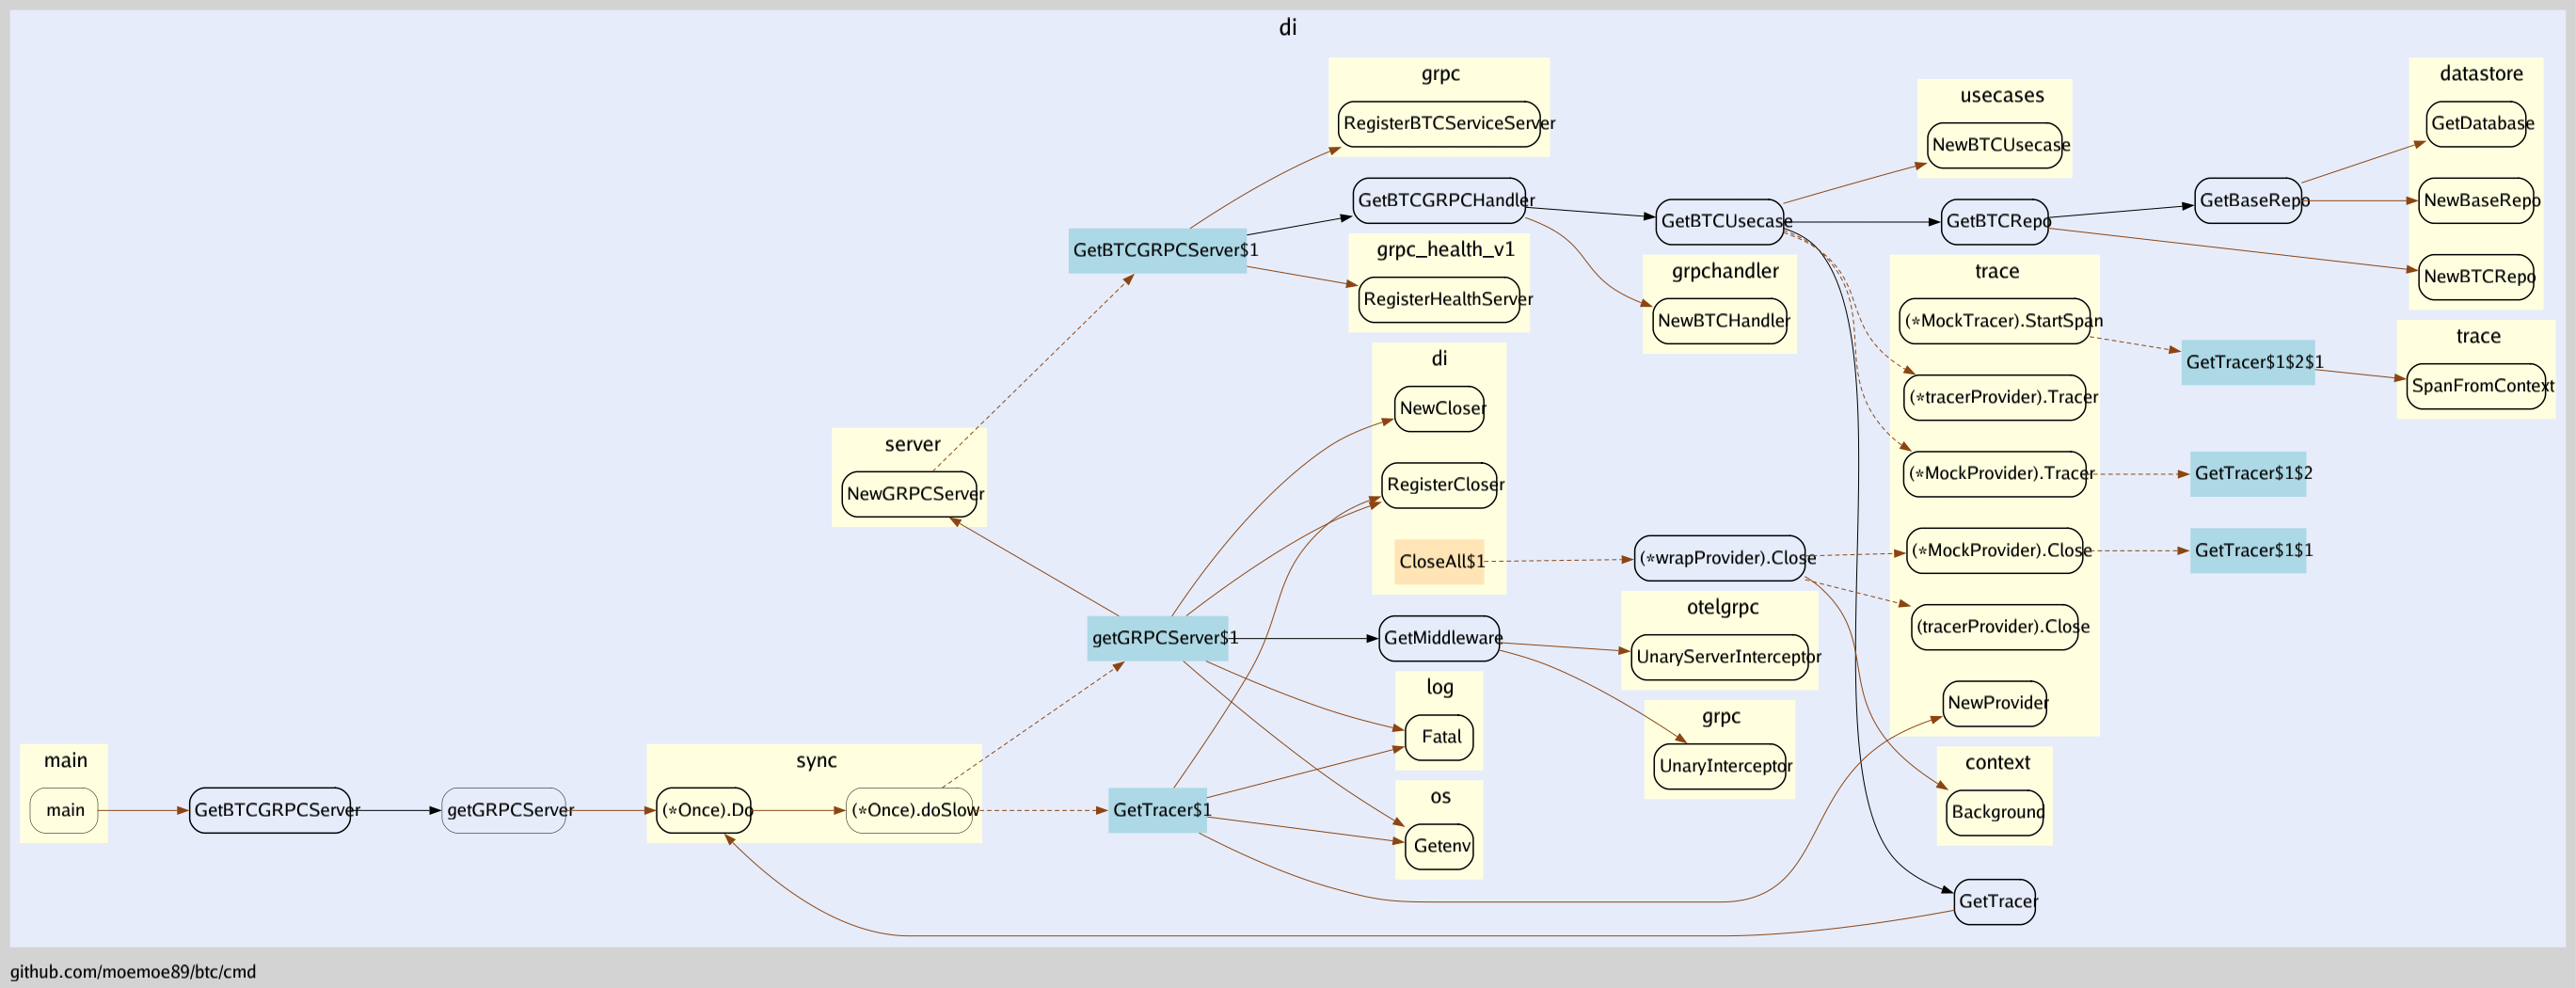 di
grpc
RegisterBTCServiceServer
usecases
NewBTCUsecase
datastore
GetDatabase
GetBTCGRPCHandler
GetBTCUsecase
GetBTCRepo
GetBaseRepo
NewBaseRepo
NewBTCRepo
GetBTCGRPCServer$1
grpc_health_v1
RegisterHealthServer
grpchandler
NewBTCHandler
trace
(*MockTracer).StartSpan
(*tracerProvider).Tracer
(*MockProvider).Tracer
(*MockProvider).Close
(tracerProvider).Close
NewProvider
GetTracer$1$2$1
trace
SpanFromContext
GetTracer$1$2
GetTracer$1$1
di
NewCloser
RegisterCloser
CloseAll$1
(*wrapProvider).Close
server
NewGRPCServer
getGRPCServer$1
GetMiddleware
otelgrpc
UnaryServerInterceptor
log
Fatal
grpc
UnaryInterceptor
main
main
GetBTCGRPCServer
getGRPCServer
sync
(*Once).Do
(*Once).doSlow
GetTracer$1
os
Getenv
context
Background
GetTracer
github.com/moemoe89/btc/cmd